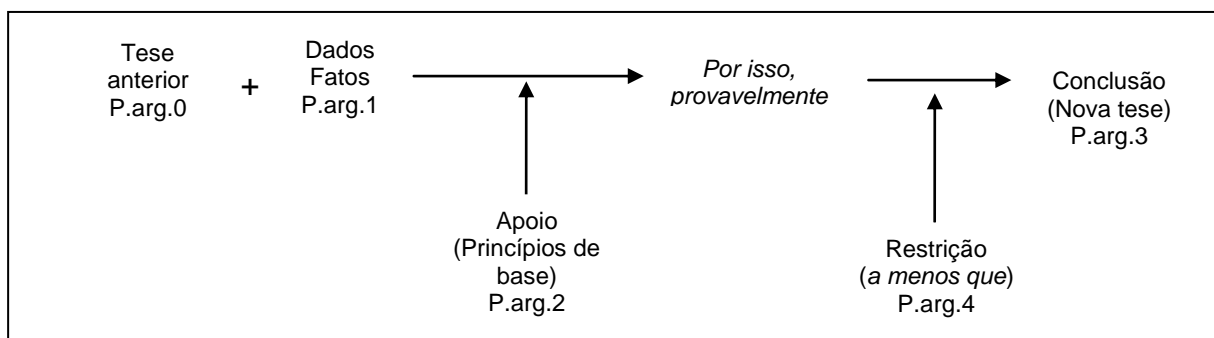 Tese
anterior
P.arg.0
+
Dados
Fatos
P.arg.1
Por isso,
provavelmente
Conclusão
(Nova tese)
P.arg.3
Apoio
(Princípios de
base)
P.arg.2
Restrição
(a menos que)
P.arg.4